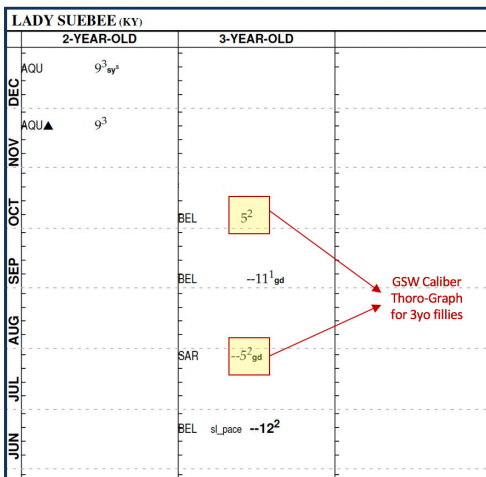 LADY SUEBEE (KY)
2-YEAR-OLD 3-YEAR-OLD
DEC
AQU 9³sy⁵
NOV
AQU▲ 9³
OCT
BEL 5²
SEP
BEL --11¹gd
GSW Caliber
Thoro-Graph
for 3yo fillies
AUG
SAR --5²gd
JUL
BEL sl_pace --12²
JUN